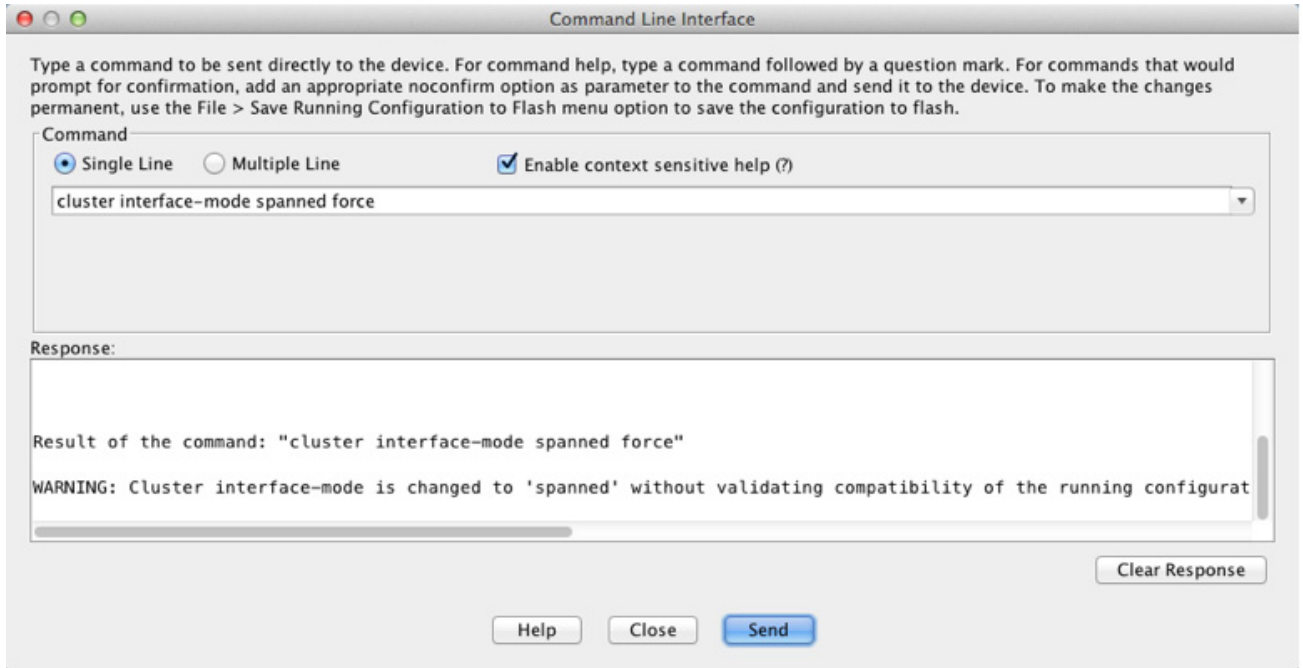 Command Line Interface
Type a command to be sent directly to the device. For command help, type a command followed by a question mark. For commands that would
prompt for confirmation, add an appropriate noconfirm option as parameter to the command and send it to the device. To make the changes
permanent, use the File > Save Running Configuration to Flash menu option to save the configuration to flash.
Command
Single Line Multiple Line Enable context sensitive help (?)
cluster interface-mode spanned force
Response:
Result of the command: "cluster interface-mode spanned force"
WARNING: Cluster interface-mode is changed to 'spanned' without validating compatibility of the running configurat
Clear Response
Help Close Send